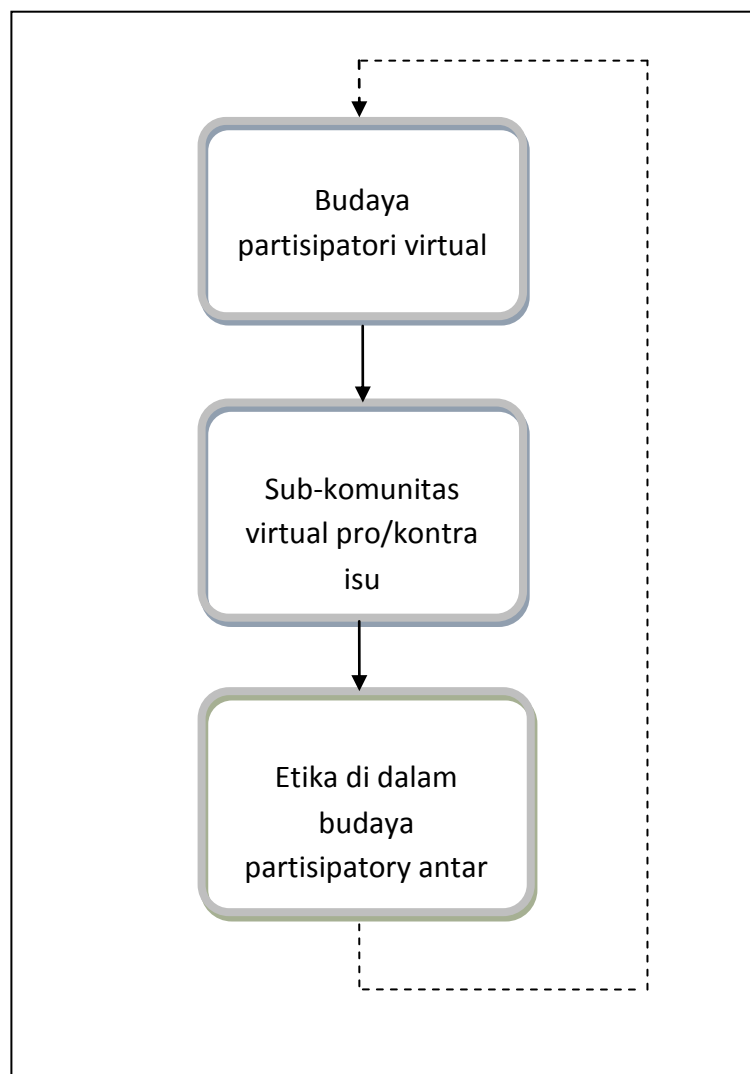 Budaya
partisipatori virtual
Sub-komunitas
virtual pro/kontra
isu
Etika di dalam
budaya
partisipatory antar